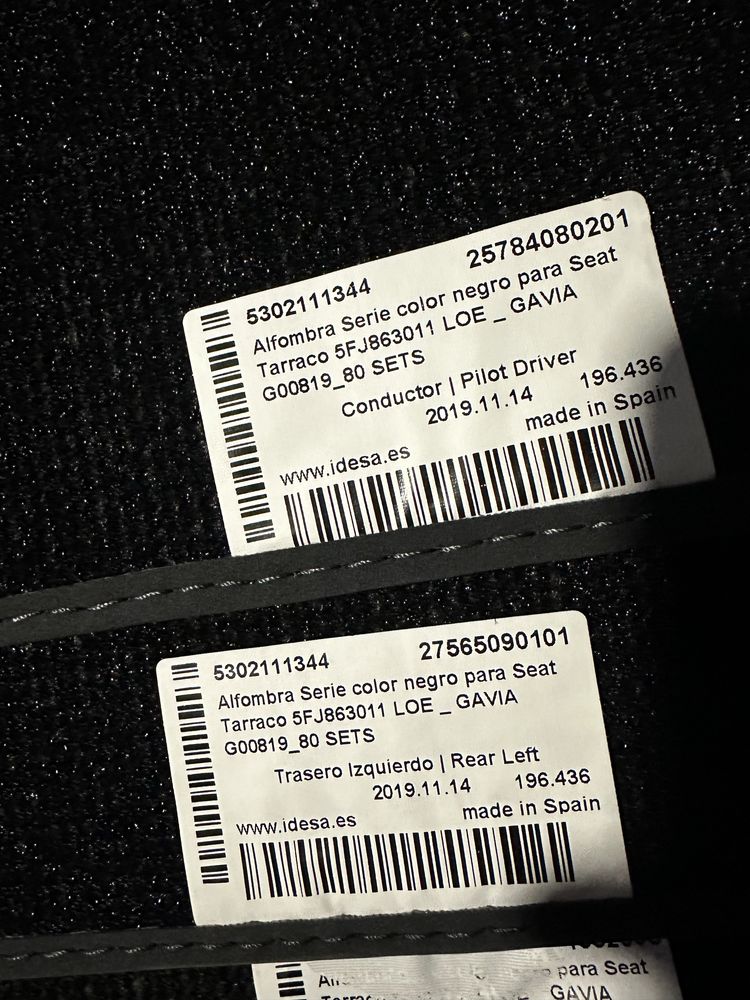 5302111344 25784080201
Alfombra Serie color negro para Seat
Tarraco 5FJ863011 LOE _ GAVIA
G00819_80 SETS
Conductor | Pilot Driver
2019.11.14 196.436
www.idesa.es made in Spain
5302111344 27565090101
Alfombra Serie color negro para Seat
Tarraco 5FJ863011 LOE _ GAVIA
G00819_80 SETS
Trasero Izquierdo | Rear Left
2019.11.14 196.436
www.idesa.es made in Spain
para Seat
GAVIA